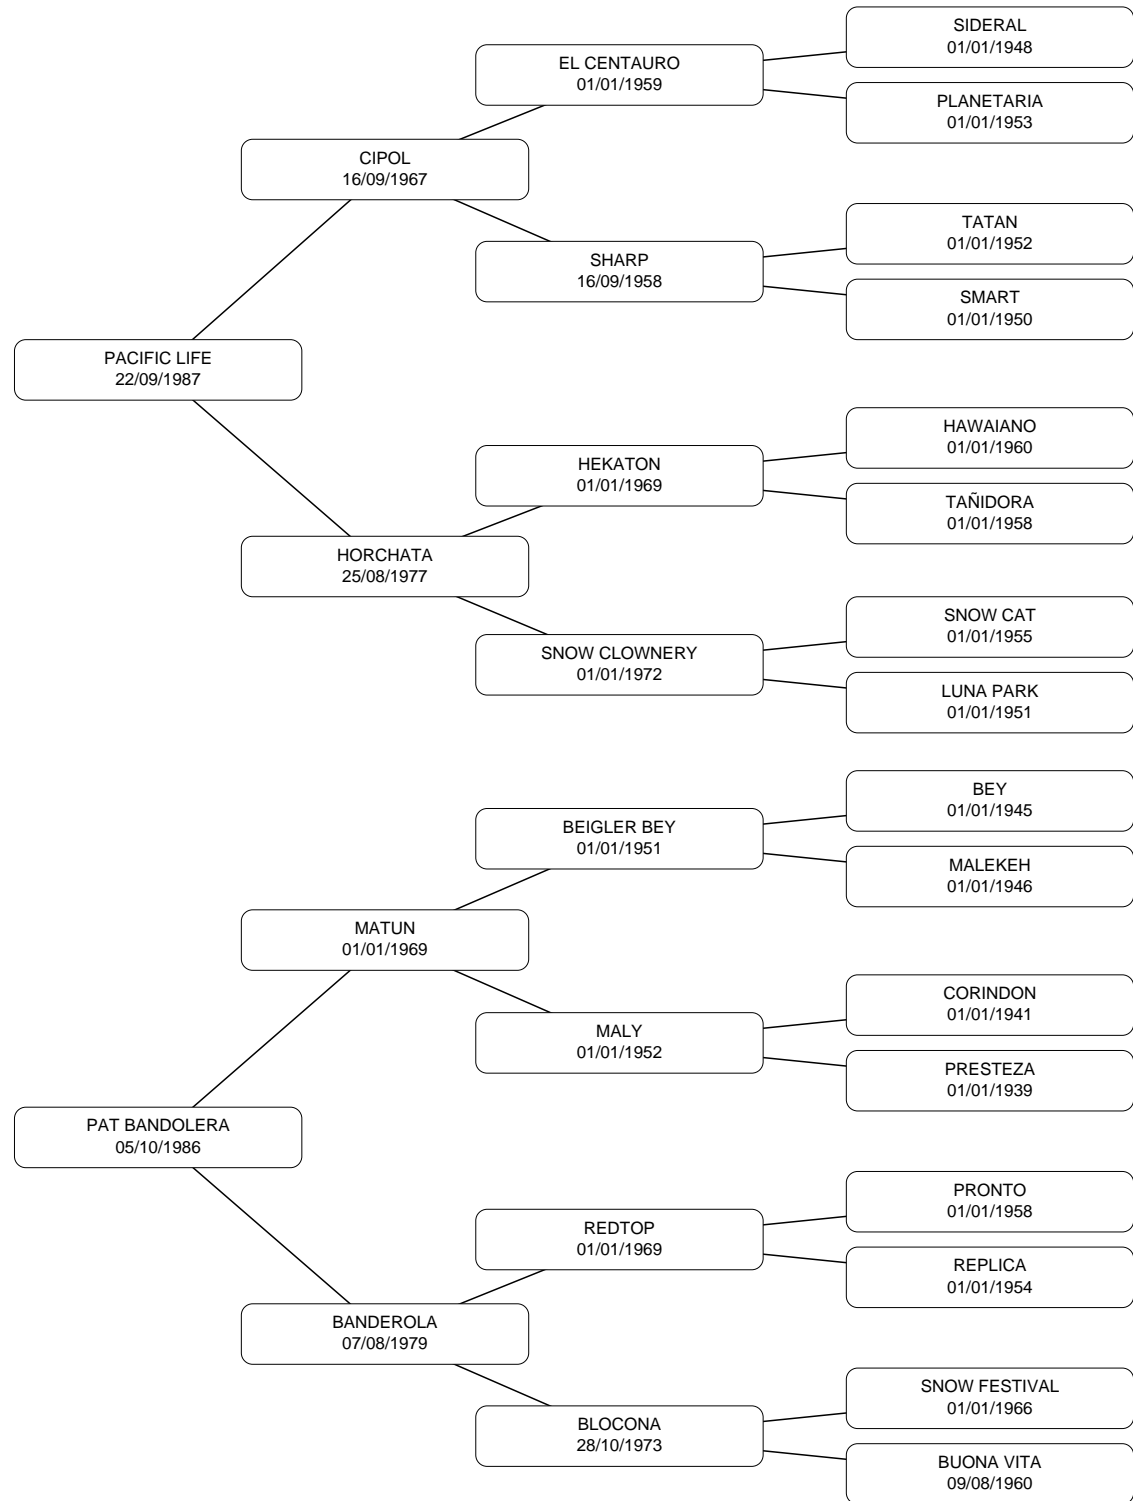 SIDERAL
01/01/1948
EL CENTAURO
01/01/1959
PLANETARIA
01/01/1953
CIPOL
16/09/1967
TATAN
01/01/1952
SHARP
16/09/1958
SMART
01/01/1950
PACIFIC LIFE
22/09/1987
HAWAIANO
01/01/1960
HEKATON
01/01/1969
TAÑIDORA
01/01/1958
HORCHATA
25/08/1977
SNOW CAT
01/01/1955
SNOW CLOWNERY
01/01/1972
LUNA PARK
01/01/1951
BEY
01/01/1945
BEIGLER BEY
01/01/1951
MALEKEH
01/01/1946
MATUN
01/01/1969
CORINDON
01/01/1941
MALY
01/01/1952
PRESTEZA
01/01/1939
PAT BANDOLERA
05/10/1986
PRONTO
01/01/1958
REDTOP
01/01/1969
REPLICA
01/01/1954
BANDEROLA
07/08/1979
SNOW FESTIVAL
01/01/1966
BLOCONA
28/10/1973
BUONA VITA
09/08/1960